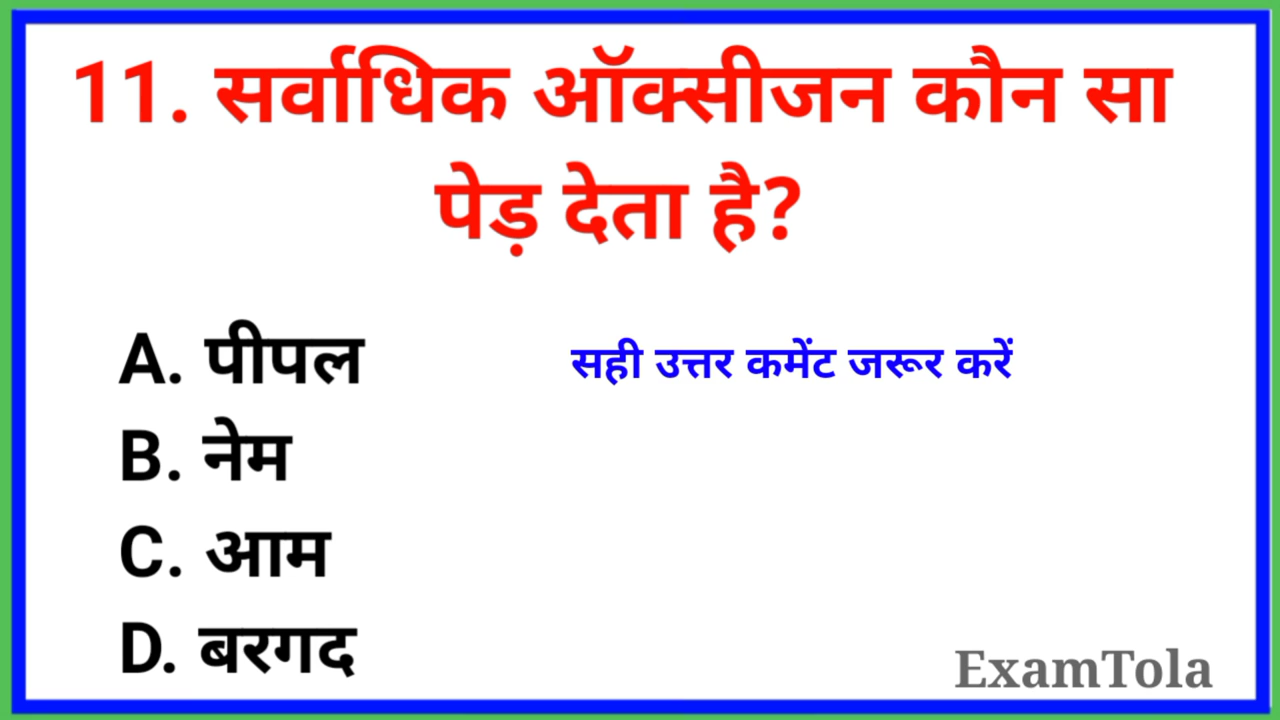 11. सर्वाधिक ऑक्सीजन कौन सा
पेड़ देता है?
A. पीपल
सही उत्तर कमेंट जरूर करें
B. नेम
C. आम
D. बरगद
ExamTola